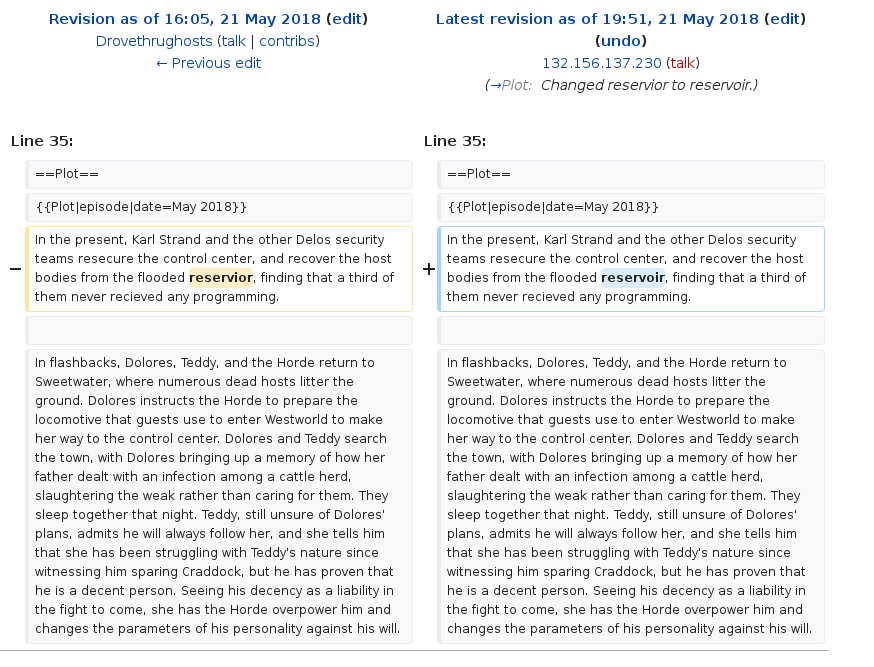 Revision as of 16:05, 21 May 2018 (edit)
Drovethrughosts (talk | contribs)
← Previous edit
Latest revision as of 19:51, 21 May 2018 (edit)
(undo)
132.156.137.230 (talk)
(→Plot: Changed reservior to reservoir.)
Line 35:
==Plot==
{{Plot|episode|date=May 2018}}
− In the present, Karl Strand and the other Delos security
teams resecure the control center, and recover the host
bodies from the flooded reservior, finding that a third of
them never recieved any programming.
In flashbacks, Dolores, Teddy, and the Horde return to
Sweetwater, where numerous dead hosts litter the
ground. Dolores instructs the Horde to prepare the
locomotive that guests use to enter Westworld to make
her way to the control center. Dolores and Teddy search
the town, with Dolores bringing up a memory of how her
father dealt with an infection among a cattle herd,
slaughtering the weak rather than caring for them. They
sleep together that night. Teddy, still unsure of Dolores'
plans, admits he will always follow her, and she tells him
that she has been struggling with Teddy's nature since
witnessing him sparing Craddock, but he has proven that
he is a decent person. Seeing his decency as a liability in
the fight to come, she has the Horde overpower him and
changes the parameters of his personality against his will.
Line 35:
==Plot==
{{Plot|episode|date=May 2018}}
+ In the present, Karl Strand and the other Delos security
teams resecure the control center, and recover the host
bodies from the flooded reservoir, finding that a third of
them never recieved any programming.
In flashbacks, Dolores, Teddy, and the Horde return to
Sweetwater, where numerous dead hosts litter the
ground. Dolores instructs the Horde to prepare the
locomotive that guests use to enter Westworld to make
her way to the control center. Dolores and Teddy search
the town, with Dolores bringing up a memory of how her
father dealt with an infection among a cattle herd,
slaughtering the weak rather than caring for them. They
sleep together that night. Teddy, still unsure of Dolores'
plans, admits he will always follow her, and she tells him
that she has been struggling with Teddy's nature since
witnessing him sparing Craddock, but he has proven that
he is a decent person. Seeing his decency as a liability in
the fight to come, she has the Horde overpower him and
changes the parameters of his personality against his will.